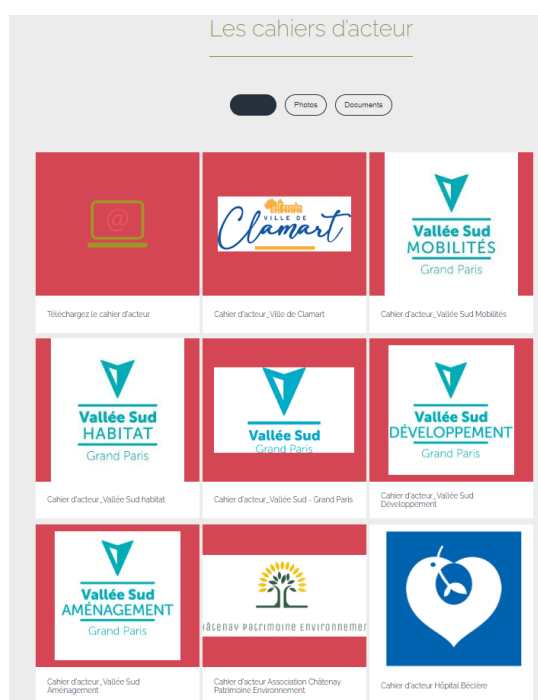 Les cahiers d'acteur
Photos
Documents
@
VILLE DE
Clamart
Vallée Sud
MOBILITÉS
Grand Paris
Téléchargez le cahier d'acteur
Cahier d'acteur_Ville de Clamart
Cahier d'acteur_Vallée Sud Mobilités
Vallée Sud
HABITAT
Grand Paris
Vallée Sud
Grand Paris
Vallée Sud
DÉVELOPPEMENT
Grand Paris
Cahier d'acteur_Vallée Sud habitat
Cahier d'acteur_Vallée Sud - Grand Paris
Cahier d'acteur_Vallée Sud
Développement
Vallée Sud
AMÉNAGEMENT
Grand Paris
hâtenay Patrimoine Environnemen
Cahier d'acteur_Vallée Sud
Aménagement
Cahier d'acteur Association Châtenay
Patrimoine Environnement
Cahier d'acteur Hôpital Béclère